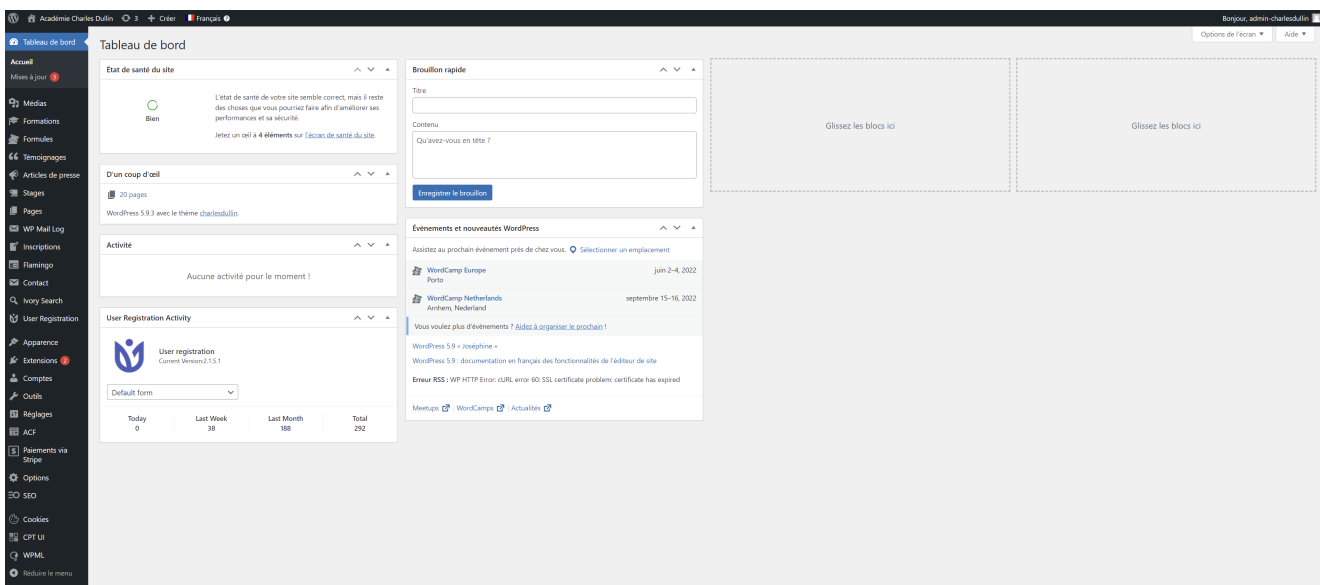 Académie Charles Dullin 3 Créer Français
Bonjour, admin-charlesdullin
Tableau de bord
Accueil
Mises à jour 3
Médias
Formations
Formules
Témoignages
Articles de presse
Stages
Pages
WP Mail Log
Inscriptions
Flamingo
Contact
Ivory Search
User Registration
Apparence
Extensions 2
Comptes
Outils
Réglages
ACF
Paiements via
Stripe
Options
SEO
Cookies
CPT UI
WPML
Réduire le menu
Options de l'écran ▼ Aide ▼
Tableau de bord
État de santé du site
Bien
L'état de santé de votre site semble correct, mais il reste
des choses que vous pourriez faire afin d'améliorer ses
performances et sa sécurité.
Jetez un œil à 4 éléments sur l'écran de santé du site.
D'un coup d'œil
20 pages
WordPress 5.9.3 avec le thème charlesdullin.
Activité
Aucune activité pour le moment !
User Registration Activity
User registration
Current Version:2.1.5.1
Default form
Today Last Week Last Month Total
0 38 188 292
Brouillon rapide
Titre
Contenu
Qu'avez-vous en tête ?
Enregistrer le brouillon
Évènements et nouveautés WordPress
Assistez au prochain évènement près de chez vous. Sélectionner un emplacement
WordCamp Europe juin 2–4, 2022
Porto
WordCamp Netherlands septembre 15–16, 2022
Arnhem, Nederland
Vous voulez plus d'évènements ? Aidez à organiser le prochain !
WordPress 5.9 « Joséphine »
WordPress 5.9 : documentation en français des fonctionnalités de l'éditeur de site
Erreur RSS : WP HTTP Error: cURL error 60: SSL certificate problem: certificate has expired
Meetups | WordCamps | Actualités
Glissez les blocs ici
Glissez les blocs ici